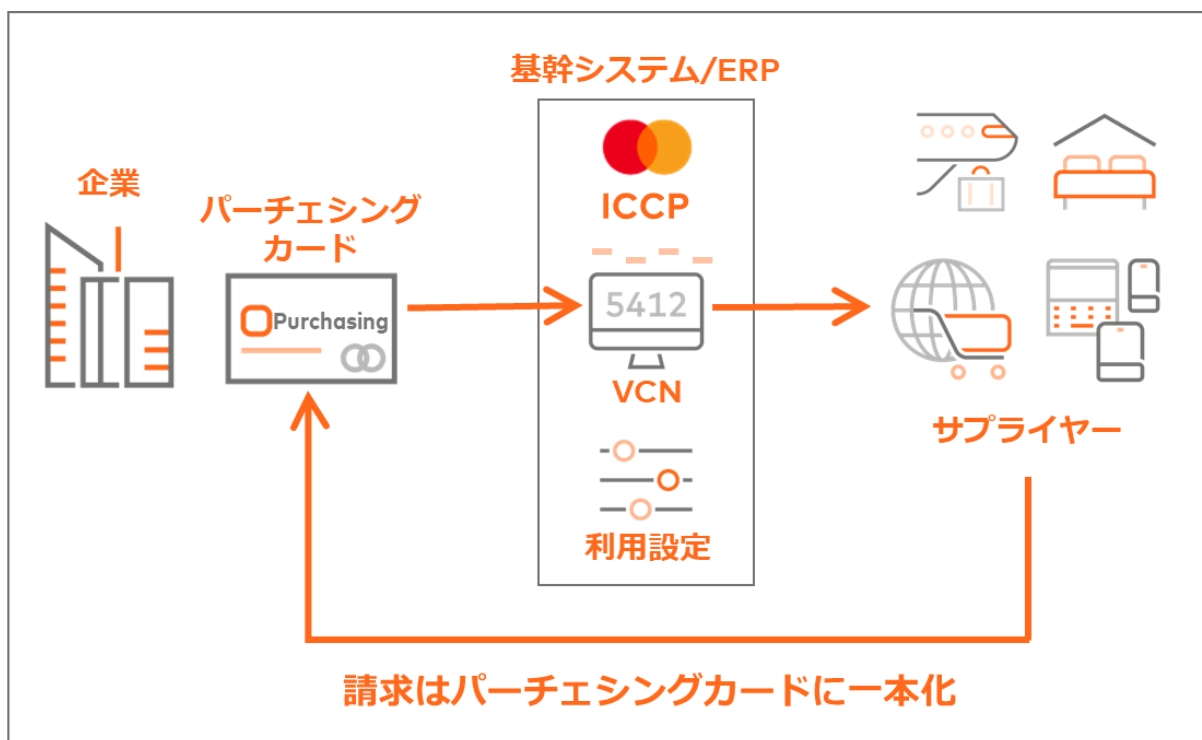 基幹システム/ERP
企業
パーチェシング
カード
Purchasing
ICCP
5412
VCN
利用設定
サプライヤー
請求はパーチェシングカードに一本化